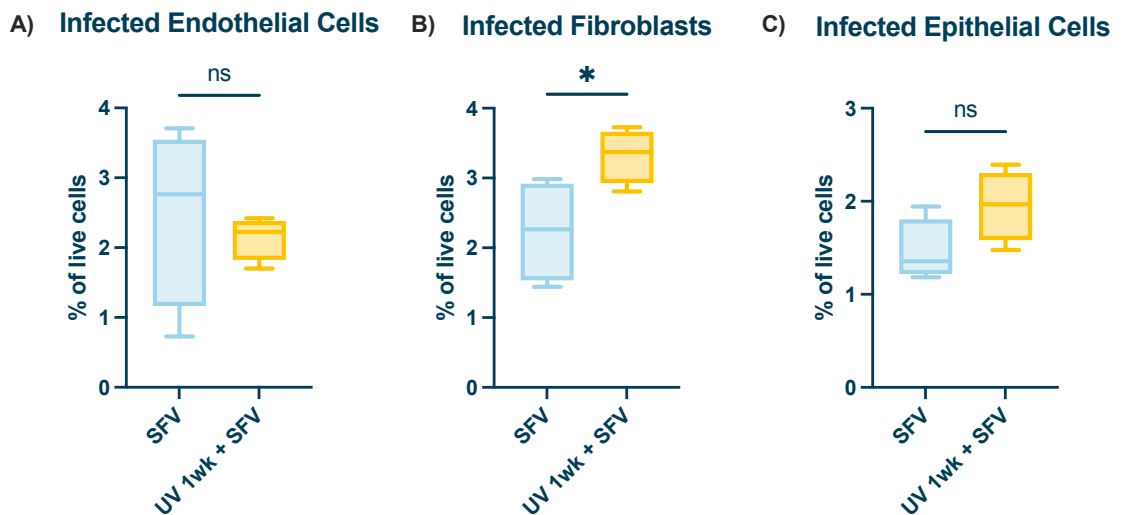 A) Infected Endothelial Cells
ns
% of live cells
4
3
2
1
0
SFV
UV 1wk + SFV
B) Infected Fibroblasts
*
% of live cells
4
3
2
1
0
SFV
UV 1wk + SFV
C) Infected Epithelial Cells
ns
% of live cells
3
2
1
0
SFV
UV 1wk + SFV